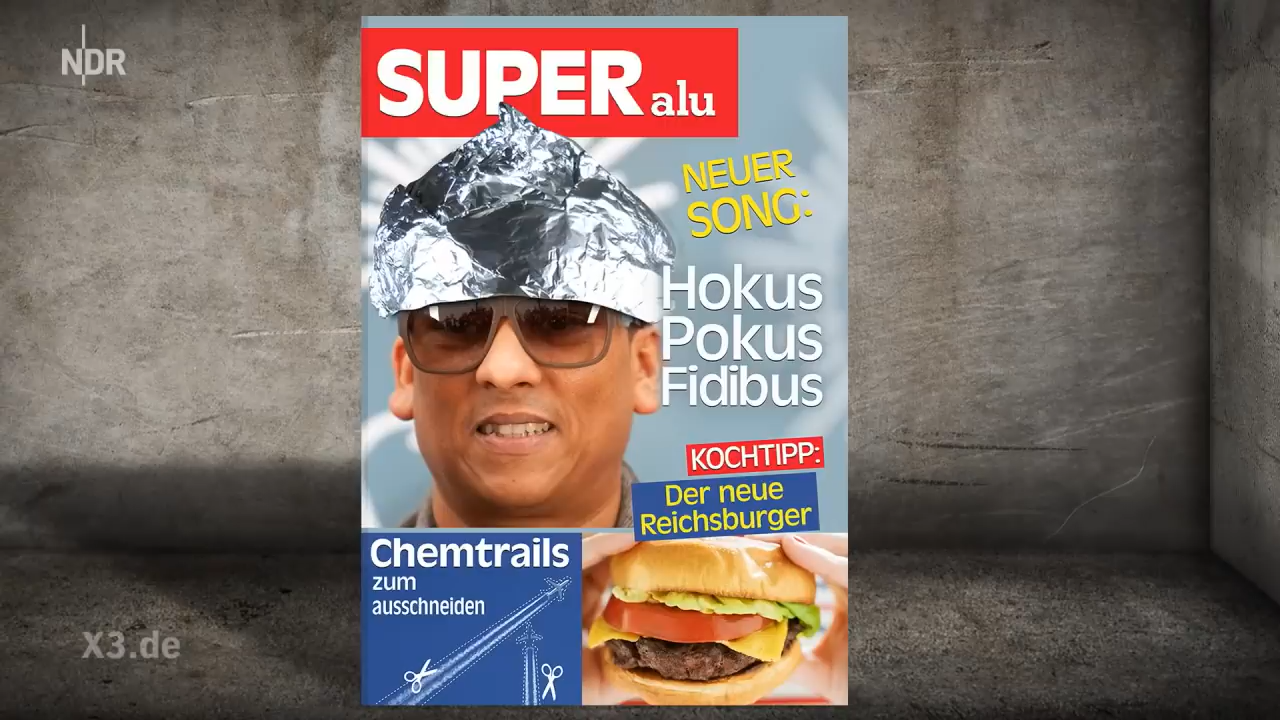 NDR
SUPER alu
NEUER
SONG:
Hokus
Pokus
Fidibus
KOCHTIPP:
Der neue
Reichsburger
Chemtrails
zum
ausschneiden
X3.de